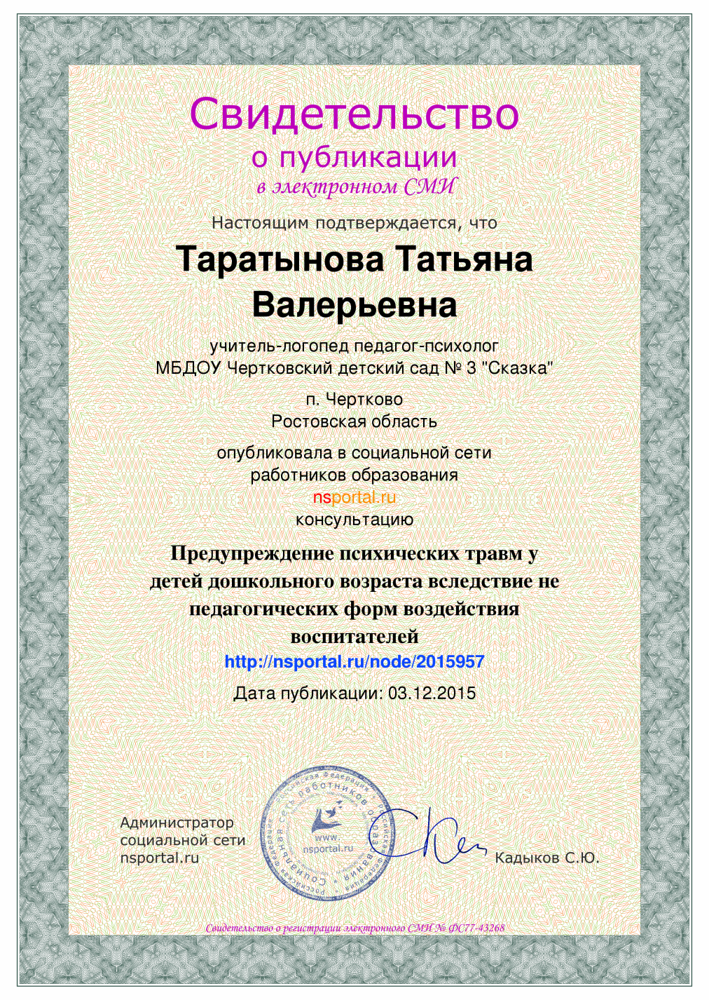 Свидетельство
о публикации
в электронном СМИ
Настоящим подтверждается, что
Таратынова Татьяна
Валерьевна
учитель-логопед педагог-психолог
МБДОУ Чертковский детский сад № 3 "Сказка"
п. Чертково
Ростовская область
опубликовала в социальной сети
работников образования
nsportal.ru
консультацию
Предупреждение психических травм у
детей дошкольного возраста вследствие не
педагогических форм воздействия
воспитателей
http://nsportal.ru/node/2015957
Дата публикации: 03.12.2015
Российская Федерация * Российская Федерация * Российская Федерация
Социальная сеть работников образования *
www.
nsportal.ru
Администратор
социальной сети
nsportal.ru
Кадыков С.Ю.
Свидетельство о регистрации электронного СМИ № ФС77-43268